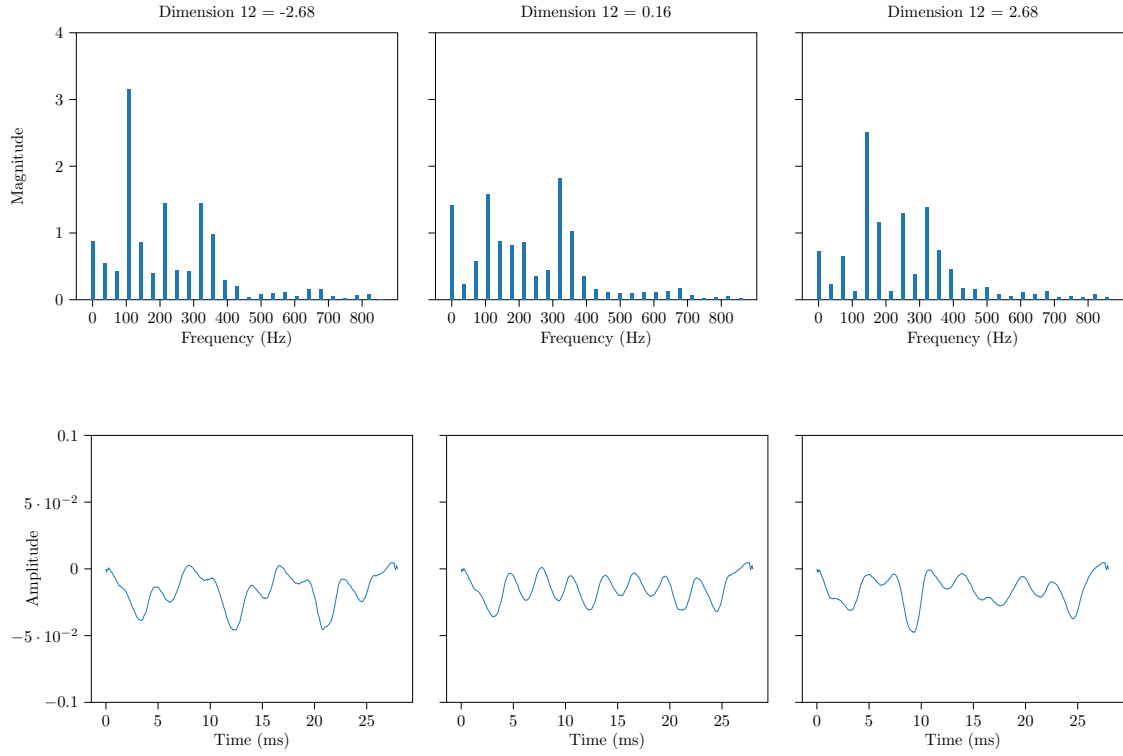 Dimension 12 = -2.68
Dimension 12 = 0.16
Dimension 12 = 2.68
4
3
2
1
0
Magnitude
0 100 200 300 400 500 600 700 800
Frequency (Hz)
0 100 200 300 400 500 600 700 800
Frequency (Hz)
0 100 200 300 400 500 600 700 800
Frequency (Hz)
0.1
5 · 10⁻²
0
−5 · 10⁻²
−0.1
Amplitude
0 5 10 15 20 25
Time (ms)
0 5 10 15 20 25
Time (ms)
0 5 10 15 20 25
Time (ms)